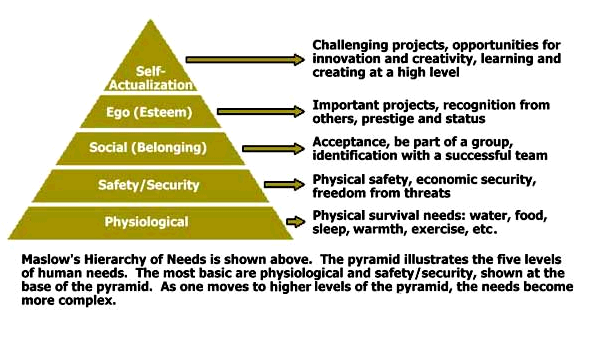 Challenging projects, opportunities for
innovation and creativity, learning and
creating at a high level
Self-
Actualization
Important projects, recognition from
others, prestige and status
Ego (Esteem)
Acceptance, be part of a group,
identification with a successful team
Social (Belonging)
Physical safety, economic security,
freedom from threats
Safety/Security
Physical survival needs: water, food,
sleep, warmth, exercise, etc.
Physiological
Maslow's Hierarchy of Needs is shown above.  The pyramid illustrates the five levels
of human needs.  The most basic are physiological and safety/security, shown at the
base of the pyramid.  As one moves to higher levels of the pyramid, the needs become
more complex.